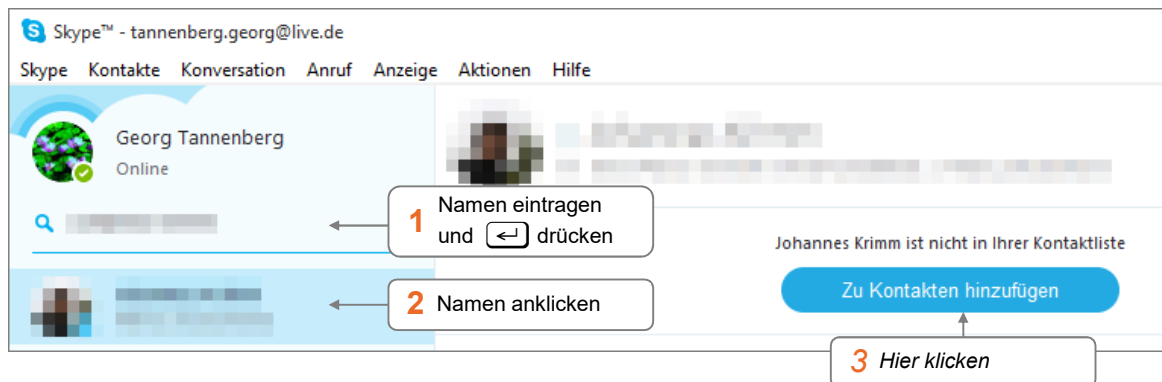 Skype™ - tannenberg.georg@live.de
Skype Kontakte Konversation Anruf Anzeige Aktionen Hilfe
Georg Tannenberg
Online
1 Namen eintragen
und drücken
2 Namen anklicken
Johannes Krimm ist nicht in Ihrer Kontaktliste
Zu Kontakten hinzufügen
3 Hier klicken